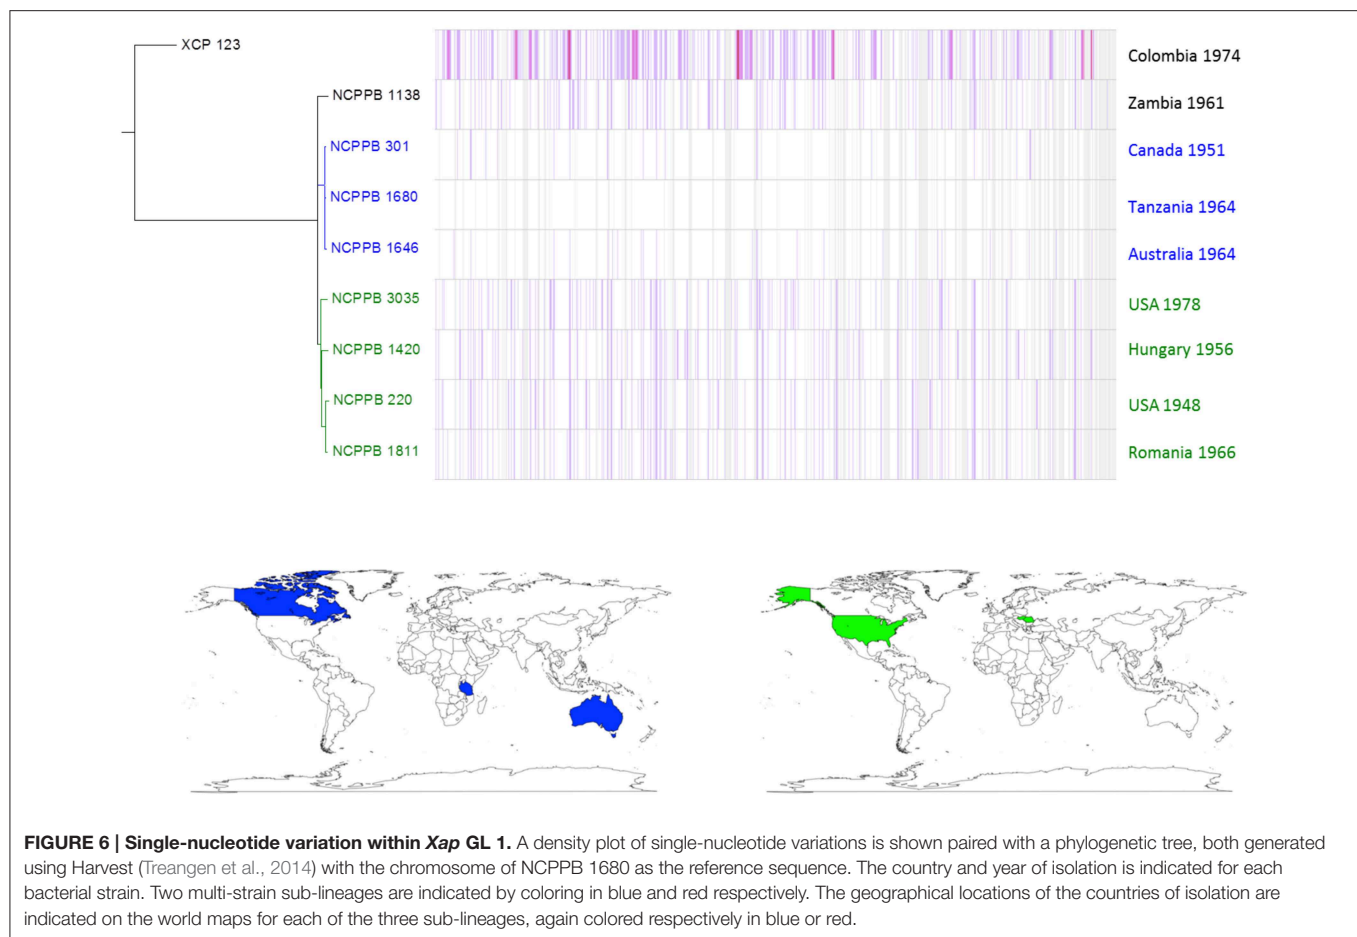 XCP 123
Colombia 1974
NCPPB 1138
Zambia 1961
NCPPB 301
Canada 1951
NCPPB 1680
Tanzania 1964
NCPPB 1646
Australia 1964
NCPPB 3035
USA 1978
NCPPB 1420
Hungary 1956
NCPPB 220
USA 1948
NCPPB 1811
Romania 1966
FIGURE 6 | Single-nucleotide variation within Xap GL 1. A density plot of single-nucleotide variations is shown paired with a phylogenetic tree, both generated
using Harvest (Treangen et al., 2014) with the chromosome of NCPPB 1680 as the reference sequence. The country and year of isolation is indicated for each
bacterial strain. Two multi-strain sub-lineages are indicated by coloring in blue and red respectively. The geographical locations of the countries of isolation are
indicated on the world maps for each of the three sub-lineages, again colored respectively in blue or red.